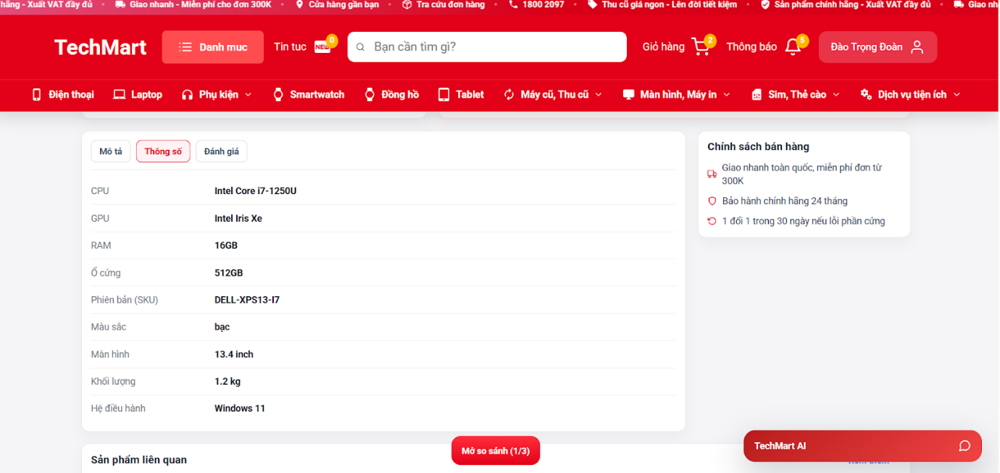 hãng - Xuất VAT đầy đủ • Giao nhanh - Miễn phí cho đơn 300K • Cửa hàng gần bạn • Tra cứu đơn hàng • 1800 2097 • Thu cũ giá ngon - Lên đời tiết kiệm • Sản phẩm chính hãng - Xuất VAT đầy đủ • Giao
TechMart Danh mục Tin tuc NEW 0 Bạn cần tìm gì? Giỏ hàng 2 Thông báo 5 Đào Trọng Đoàn
Điện thoại Laptop Phụ kiện Smartwatch Đồng hồ Tablet Máy cũ, Thu cũ Màn hình, Máy in Sim, Thẻ cào Dịch vụ tiện ích
Mô tả Thông số Đánh giá
CPU Intel Core i7-1250U
GPU Intel Iris Xe
RAM 16GB
Ổ cứng 512GB
Phiên bản (SKU) DELL-XPS13-I7
Màu sắc bạc
Màn hình 13.4 inch
Khối lượng 1.2 kg
Hệ điều hành Windows 11
Chính sách bán hàng
Giao nhanh toàn quốc, miễn phí đơn từ
300K
Bảo hành chính hãng 24 tháng
1 đổi 1 trong 30 ngày nếu lỗi phần cứng
Sản phẩm liên quan
Mở so sánh (1/3)
TechMart AI